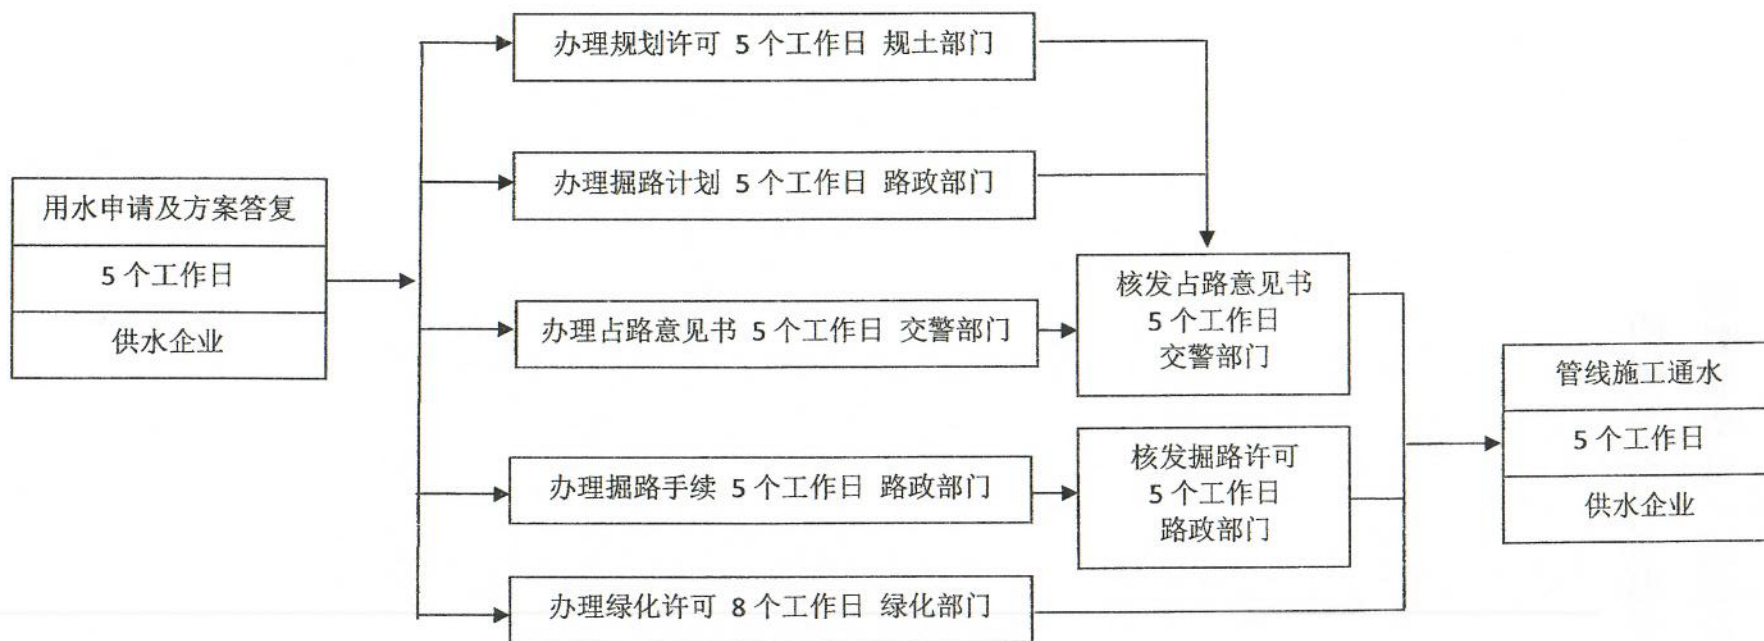 办理规划许可 5 个工作日 规土部门
办理掘路计划 5 个工作日 路政部门
用水申请及方案答复
5 个工作日
供水企业
办理占路意见书 5 个工作日 交警部门
核发占路意见书
5 个工作日
交警部门
办理掘路手续 5 个工作日 路政部门
核发掘路许可
5 个工作日
路政部门
办理绿化许可 8 个工作日 绿化部门
管线施工通水
5 个工作日
供水企业